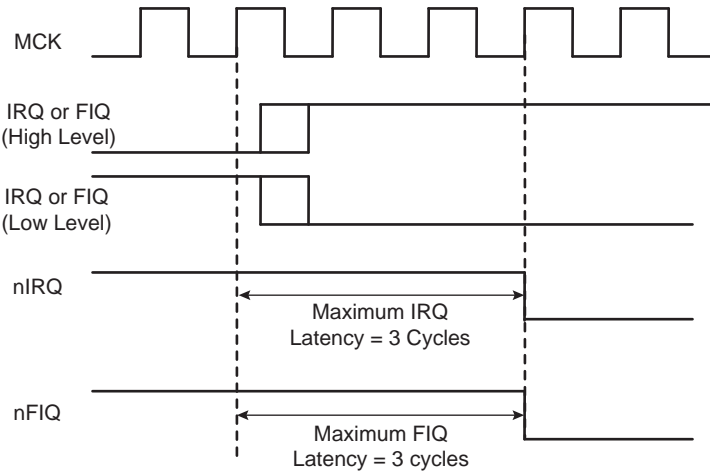 MCK
IRQ or FIQ
(High Level)
IRQ or FIQ
(Low Level)
nIRQ
Maximum IRQ
Latency = 3 Cycles
nFIQ
Maximum FIQ
Latency = 3 cycles